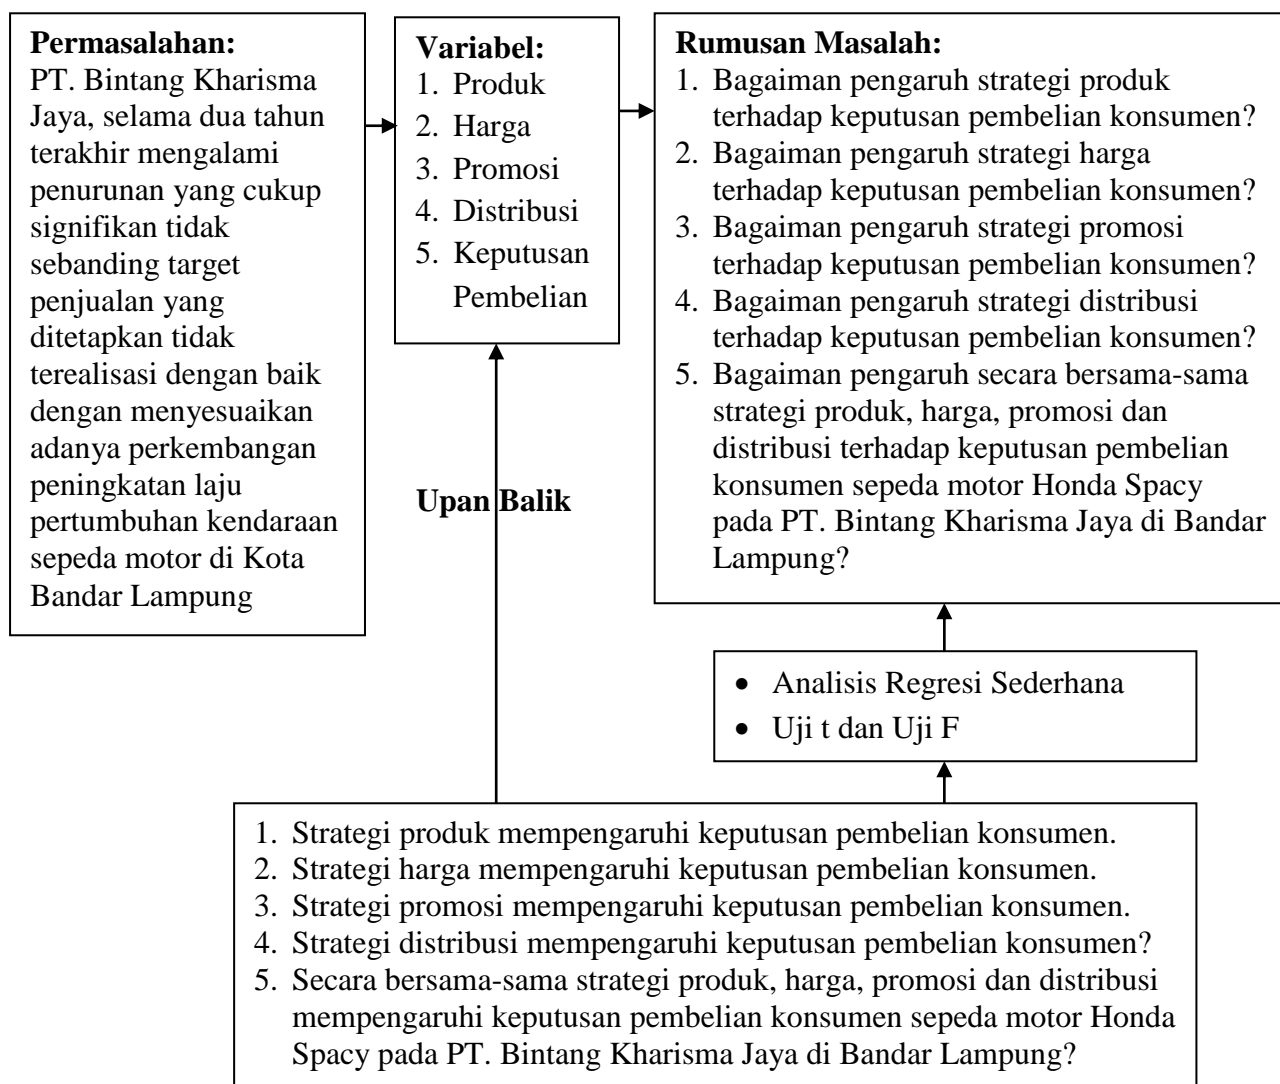 Permasalahan:
PT. Bintang Kharisma
Jaya, selama dua tahun
terakhir mengalami
penurunan yang cukup
signifikan tidak
sebanding target
penjualan yang
ditetapkan tidak
terealisasi dengan baik
dengan menyesuaikan
adanya perkembangan
peningkatan laju
pertumbuhan kendaraan
sepeda motor di Kota
Bandar Lampung
Variabel:
1. Produk
2. Harga
3. Promosi
4. Distribusi
5. Keputusan
Pembelian
Rumusan Masalah:
1. Bagaiman pengaruh strategi produk
terhadap keputusan pembelian konsumen?
2. Bagaiman pengaruh strategi harga
terhadap keputusan pembelian konsumen?
3. Bagaiman pengaruh strategi promosi
terhadap keputusan pembelian konsumen?
4. Bagaiman pengaruh strategi distribusi
terhadap keputusan pembelian konsumen?
5. Bagaiman pengaruh secara bersama-sama
strategi produk, harga, promosi dan
distribusi terhadap keputusan pembelian
konsumen sepeda motor Honda Spacy
pada PT. Bintang Kharisma Jaya di Bandar
Lampung?
Upan Balik
• Analisis Regresi Sederhana
• Uji t dan Uji F
1. Strategi produk mempengaruhi keputusan pembelian konsumen.
2. Strategi harga mempengaruhi keputusan pembelian konsumen.
3. Strategi promosi mempengaruhi keputusan pembelian konsumen.
4. Strategi distribusi mempengaruhi keputusan pembelian konsumen?
5. Secara bersama-sama strategi produk, harga, promosi dan distribusi
mempengaruhi keputusan pembelian konsumen sepeda motor Honda
Spacy pada PT. Bintang Kharisma Jaya di Bandar Lampung?